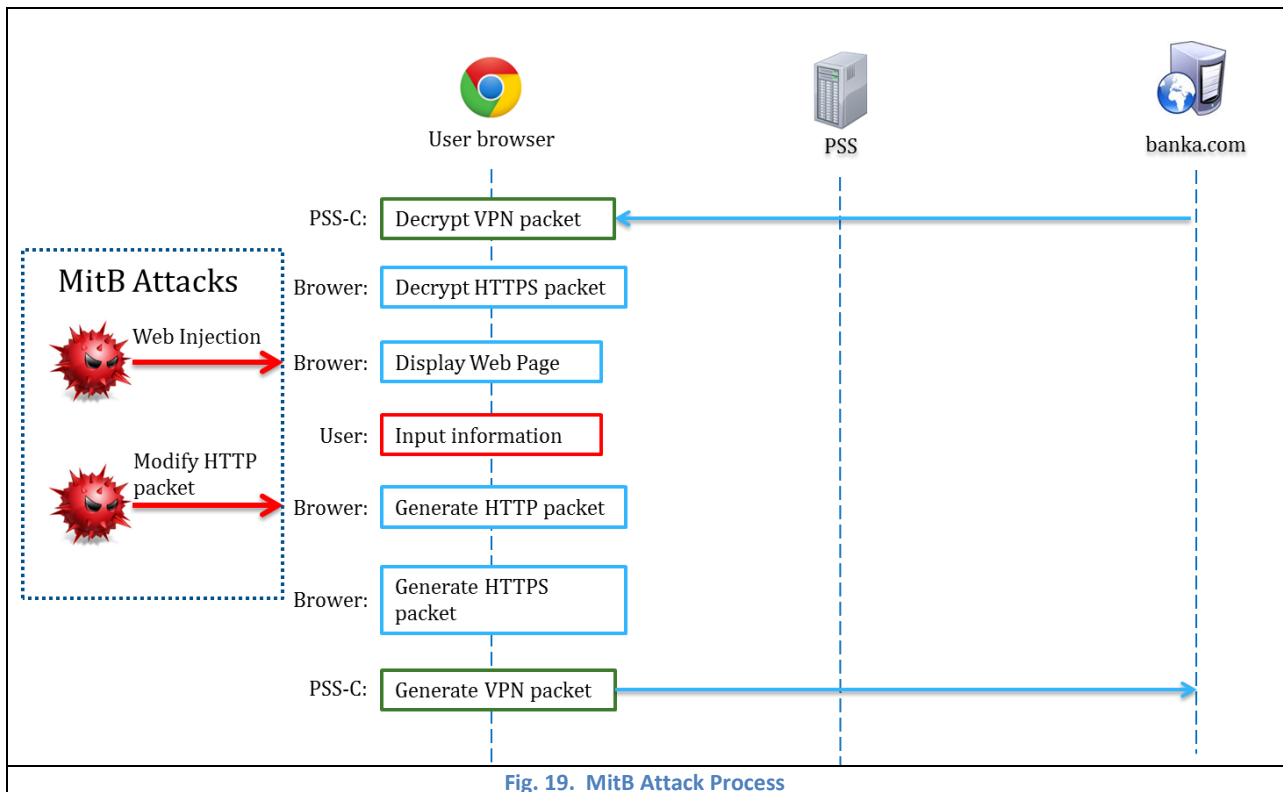 User browser
PSS
banka.com
PSS-C:
Decrypt VPN packet
MitB Attacks
Brower:
Decrypt HTTPS packet
Web Injection
Brower:
Display Web Page
User:
Input information
Modify HTTP
packet
Brower:
Generate HTTP packet
Brower:
Generate HTTPS
packet
PSS-C:
Generate VPN packet
Fig. 19. MitB Attack Process